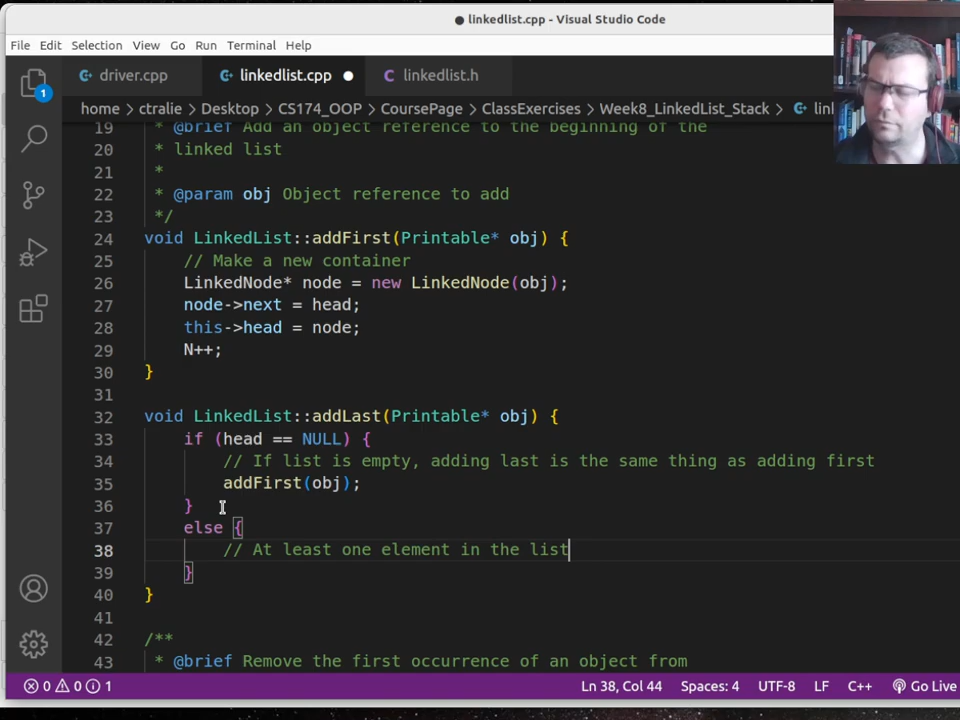 linkedlist.cpp - Visual Studio Code
File Edit Selection View Go Run Terminal Help
driver.cpp linkedlist.cpp linkedlist.h
home > ctralie > Desktop > CS174_OOP > CoursePage > ClassExercises > Week8_LinkedList_Stack >
19 * @brief Add an object reference to the beginning of the
20 * linked list
21 *
22 * @param obj Object reference to add
23 */
24 void LinkedList::addFirst(Printable* obj) {
25 // Make a new container
26 LinkedNode* node = new LinkedNode(obj);
27 node->next = head;
28 this->head = node;
29 N++;
30 }
31
32 void LinkedList::addLast(Printable* obj) {
33 if (head == NULL) {
34 // If list is empty, adding last is the same thing as adding first
35 addFirst(obj);
36 }
37 else {
38 // At least one element in the list
39 }
40 }
41
42 /**
43 * @brief Remove the first occurrence of an object from
1
0 0 1 Ln 38, Col 44 Spaces: 4 UTF-8 LF C++ Go Live